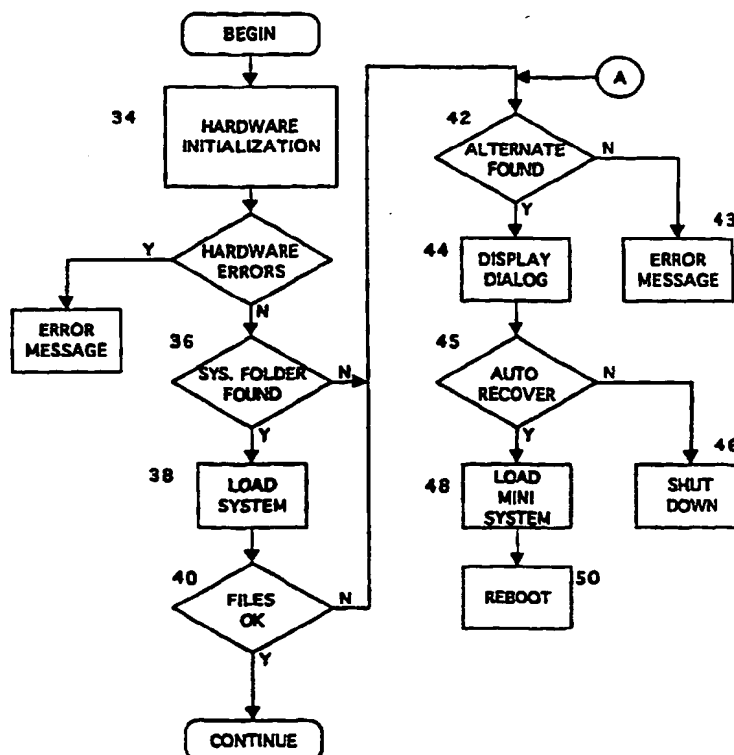 BEGIN
34
HARDWARE
INITIALIZATION
Y
HARDWARE
ERRORS
N
ERROR
MESSAGE
36
SYS. FOLDER
FOUND
N
Y
38
LOAD
SYSTEM
40
FILES
OK
N
Y
CONTINUE
A
42
ALTERNATE
FOUND
N
Y
43
ERROR
MESSAGE
44
DISPLAY
DIALOG
45
AUTO
RECOVER
N
Y
46
SHUT
DOWN
48
LOAD
MINI
SYSTEM
50
REBOOT